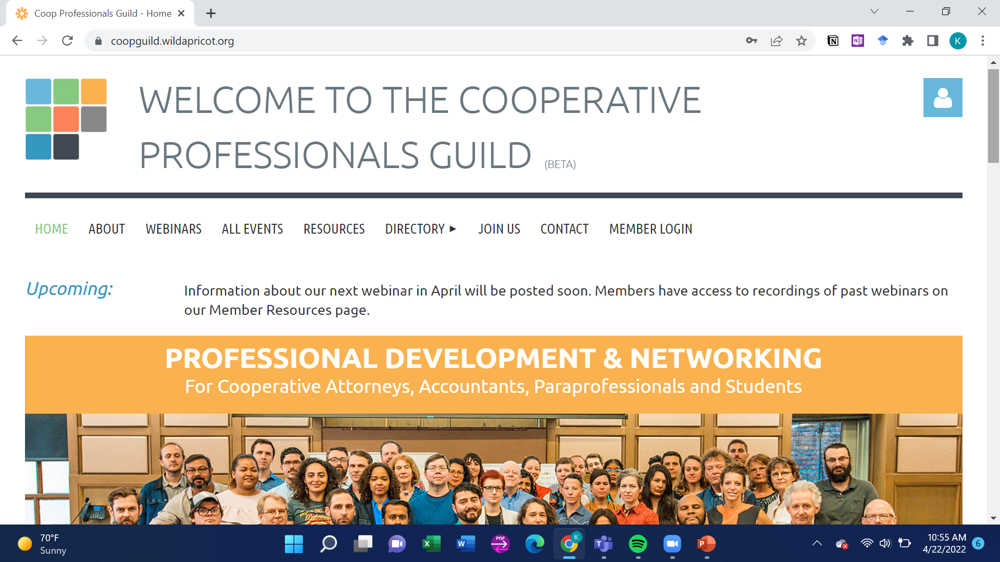 Coop Professionals Guild - Home
coopguild.wildapricot.org
K
WELCOME TO THE COOPERATIVE
PROFESSIONALS GUILD (BETA)
HOME ABOUT WEBINARS ALL EVENTS RESOURCES DIRECTORY ► JOIN US CONTACT MEMBER LOGIN
Upcoming:
Information about our next webinar in April will be posted soon. Members have access to recordings of past webinars on
our Member Resources page.
PROFESSIONAL DEVELOPMENT & NETWORKING
For Cooperative Attorneys, Accountants, Paraprofessionals and Students
70°F
Sunny
PDF
K
10:55 AM
4/22/2022
6